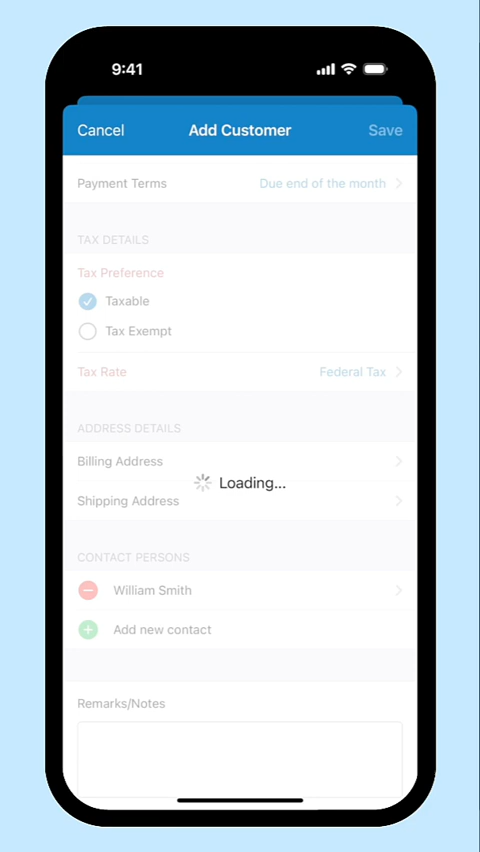 9:41
Cancel Add Customer Save
Payment Terms Due end of the month
TAX DETAILS
Tax Preference
Taxable
Tax Exempt
Tax Rate Federal Tax
ADDRESS DETAILS
Billing Address
Loading...
Shipping Address
CONTACT PERSONS
William Smith
Add new contact
Remarks/Notes